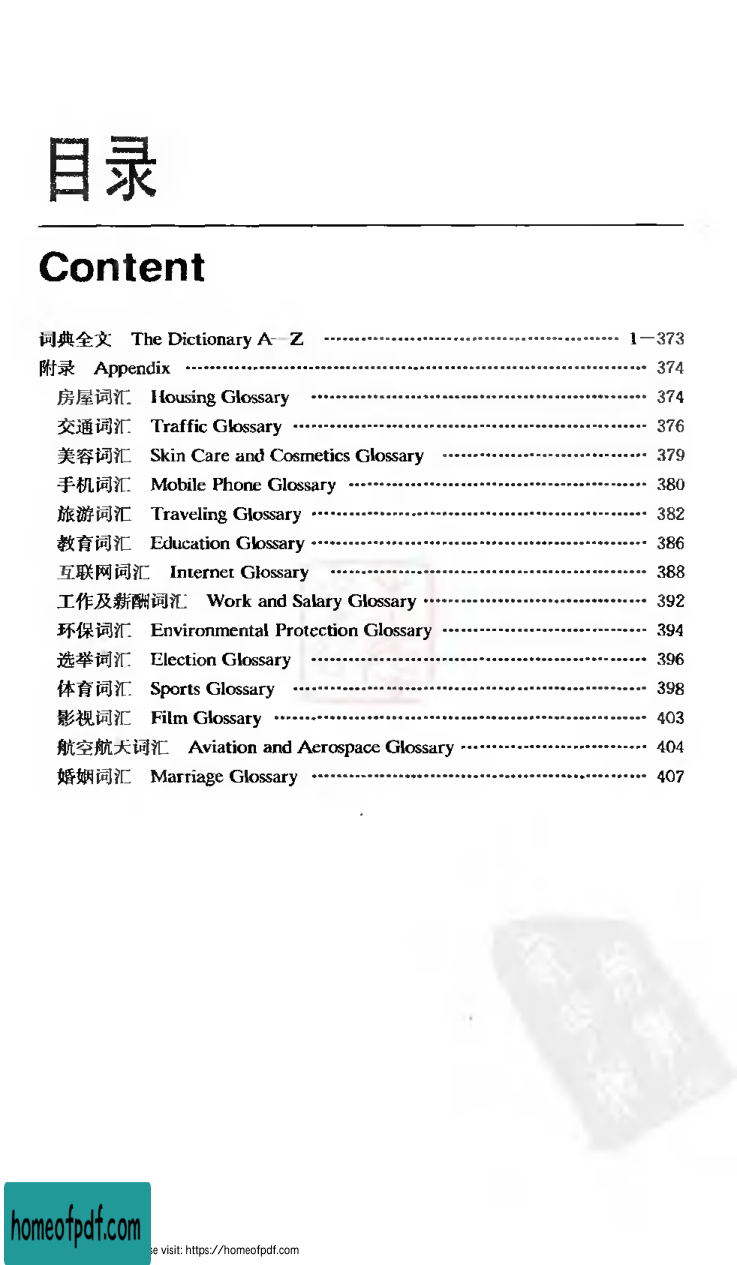 目录
Content
词典全文 The Dictionary A—Z ………………………………………… 1—373
附录 Appendix ………………………………………………………………… 374
房屋词汇 Housing Glossary ……………………………………………… 374
交通词汇 Traffic Glossary ………………………………………………… 376
美容词汇 Skin Care and Cosmetics Glossary …………………………… 379
手机词汇 Mobile Phone Glossary ………………………………………… 380
旅游词汇 Traveling Glossary ……………………………………………… 382
教育词汇 Education Glossary ……………………………………………… 386
互联网词汇 Internet Glossary …………………………………………… 388
工作及薪酬词汇 Work and Salary Glossary ……………………………… 392
环保词汇 Environmental Protection Glossary …………………………… 394
选举词汇 Election Glossary ……………………………………………… 396
体育词汇 Sports Glossary ………………………………………………… 398
影视词汇 Film Glossary …………………………………………………… 403
航空航天词汇 Aviation and Aerospace Glossary ………………………… 404
婚姻词汇 Marriage Glossary ……………………………………………… 407
homeofpdf.com
visit: https://homeofpdf.com